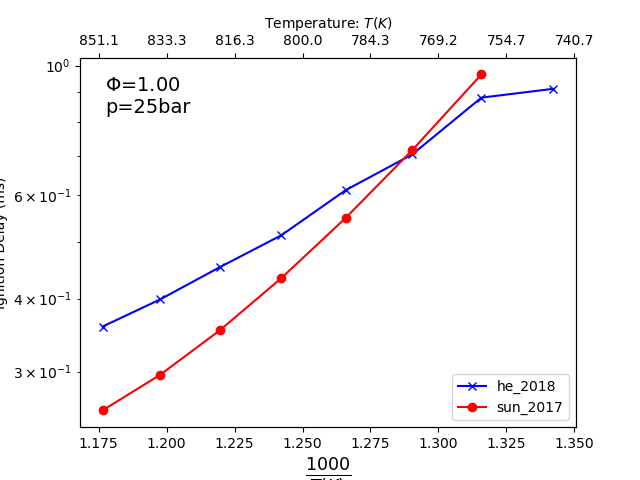 Temperature: T(K)
851.1 833.3 816.3 800.0 784.3 769.2 754.7 740.7
Φ=1.00
p=25bar
10⁰
6 × 10⁻¹
4 × 10⁻¹
3 × 10⁻¹
Ignition Delay (ms)
he_2018
sun_2017
1.175 1.200 1.225 1.250 1.275 1.300 1.325 1.350
1000
T(K)